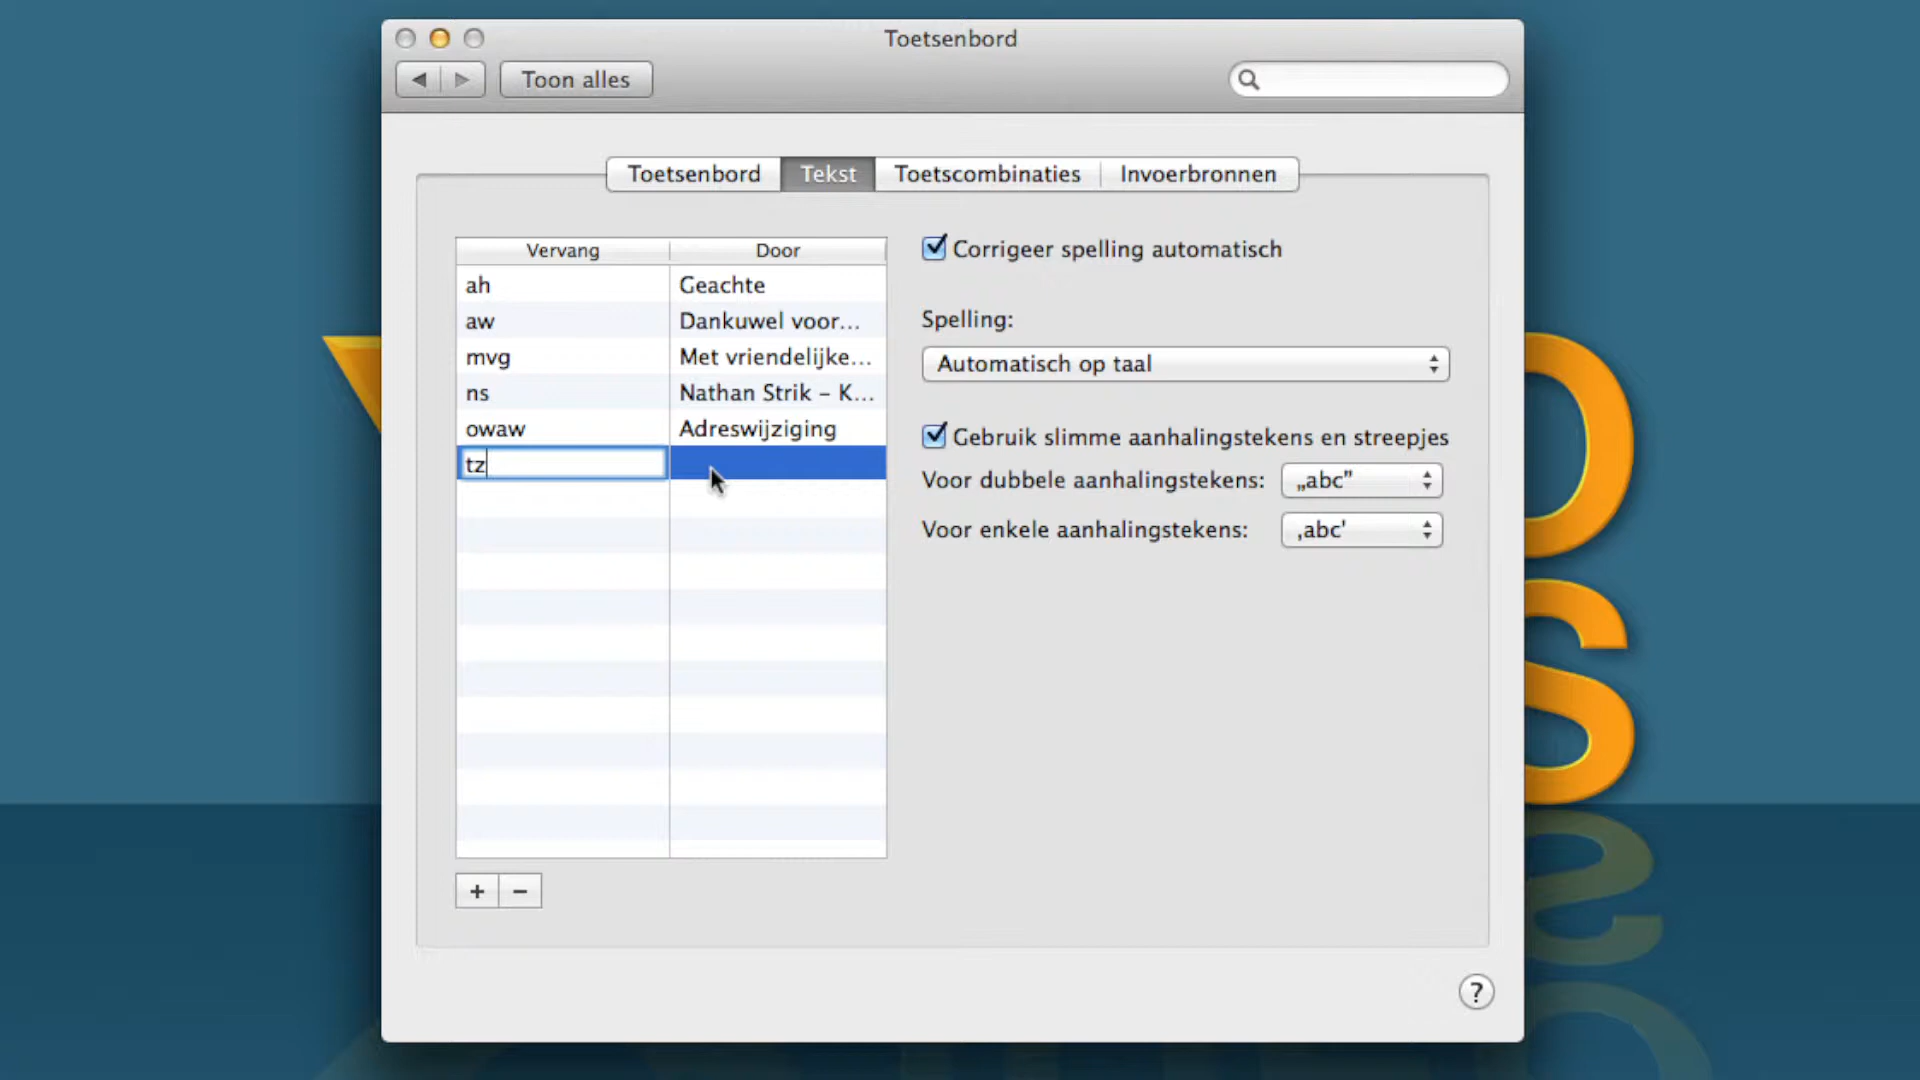 Toetsenbord
Toon alles
Toetsenbord Tekst Toetscombinaties Invoerbronnen
Vervang Door
ah Geachte
aw Dankuwel voor...
mvg Met vriendelijke...
ns Nathan Strik – K...
owaw Adreswijziging
tz
+ −
Corrigeer spelling automatisch
Spelling:
Automatisch op taal
Gebruik slimme aanhalingstekens en streepjes
Voor dubbele aanhalingstekens: „abc”
Voor enkele aanhalingstekens: ‚abc’
?